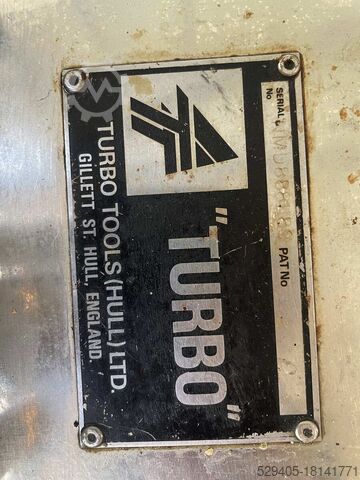 SERIAL No
PAT No
"TURBO"
TURBO TOOLS (HULL) LTD.
GILLETT ST. HULL, ENGLAND.
529405-18141771